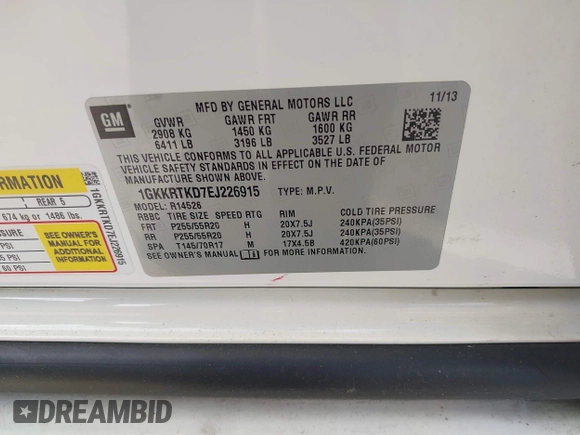 MFD BY GENERAL MOTORS LLC
11/13
GM
GVWR GAWR FRT GAWR RR
2908 KG 1450 KG 1600 KG
6411 LB 3196 LB 3527 LB
THIS VEHICLE CONFORMS TO ALL APPLICABLE U.S. FEDERAL MOTOR
VEHICLE SAFETY STANDARDS IN EFFECT ON THE DATE OF
MANUFACTURE SHOWN ABOVE.
1GKKRTKD7EJ226915 TYPE: M.P.V.
MODEL: R14526
RBBC TIRE SIZE SPEED RTG RIM COLD TIRE PRESSURE
FRT P255/55R20 H 20X7.5J 240KPA(35PSI)
RR P255/55R20 H 20X7.5J 240KPA(35PSI)
SPA T145/70R17 M 17X4.5B 420KPA(60PSI)
SEE OWNER'S MANUAL FOR MORE INFORMATION.
REAR 5
674 kg or 1486 lbs.
SEE OWNER'S
MANUAL FOR
ADDITIONAL
INFORMATION
PSI
60 PSI
1GKKRTKD7EJ226915
DREAMBID